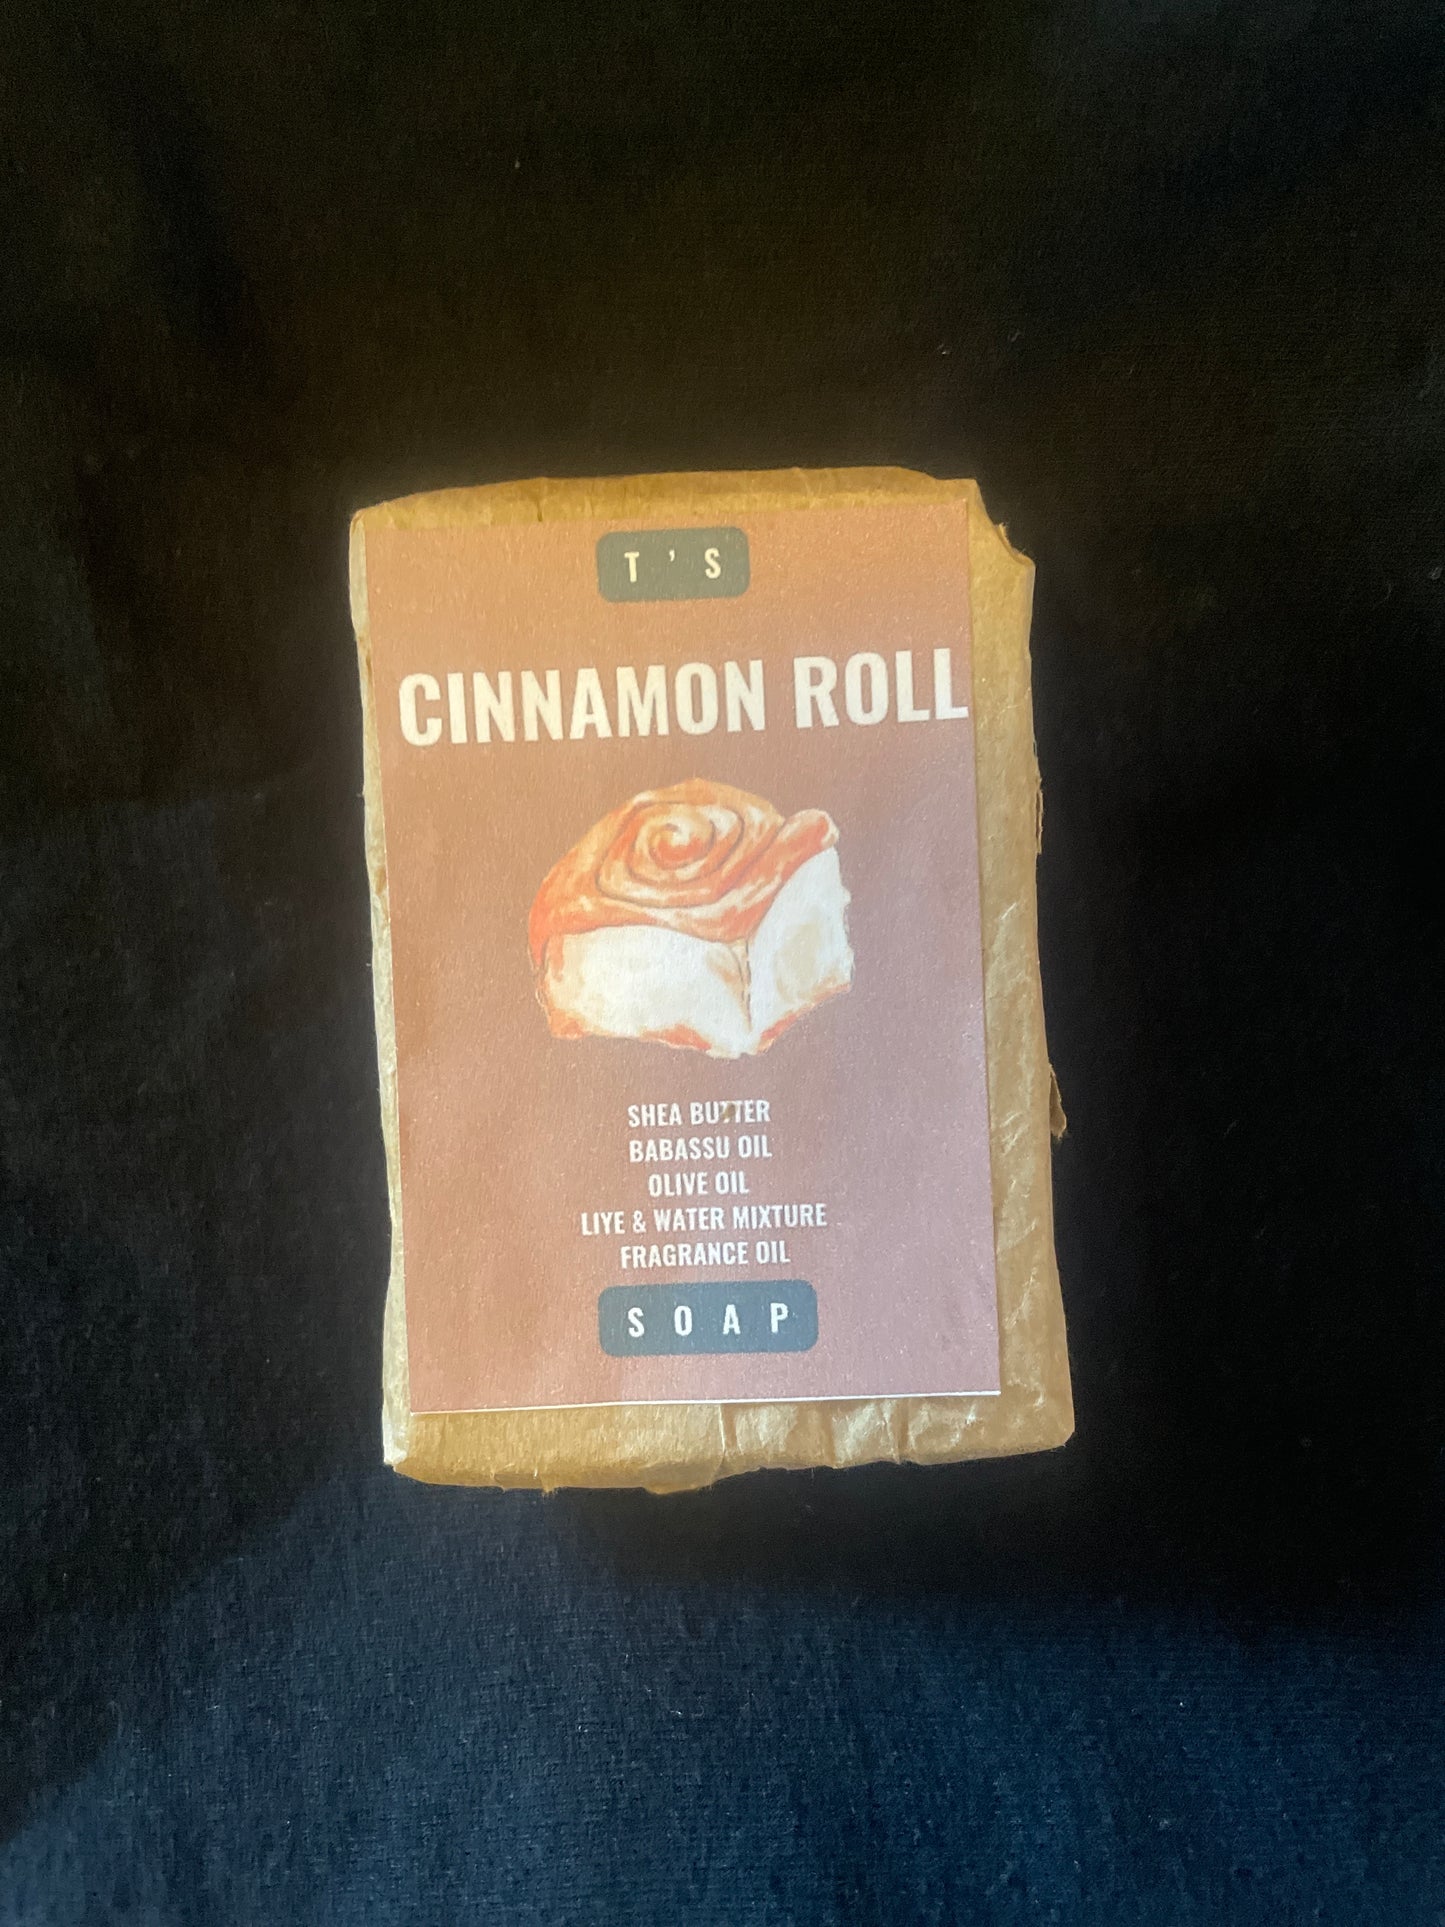 T'S
CINNAMON ROLL
SHEA BUTTER
BABASSU OIL
OLIVE OIL
LIYE & WATER MIXTURE
FRAGRANCE OIL
SOAP